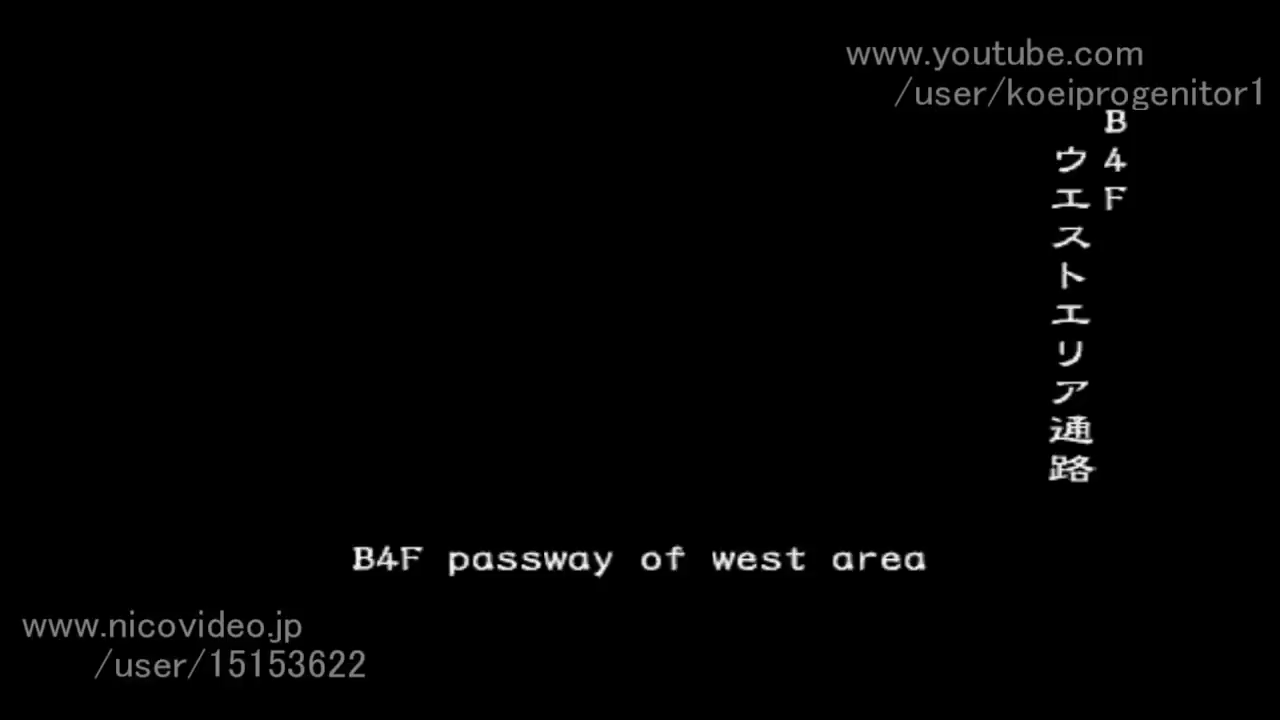 www.youtube.com
/user/koeiprogenitor1
B4F
ウエストエリア通路
B4F passway of west area
www.nicovideo.jp
/user/15153622